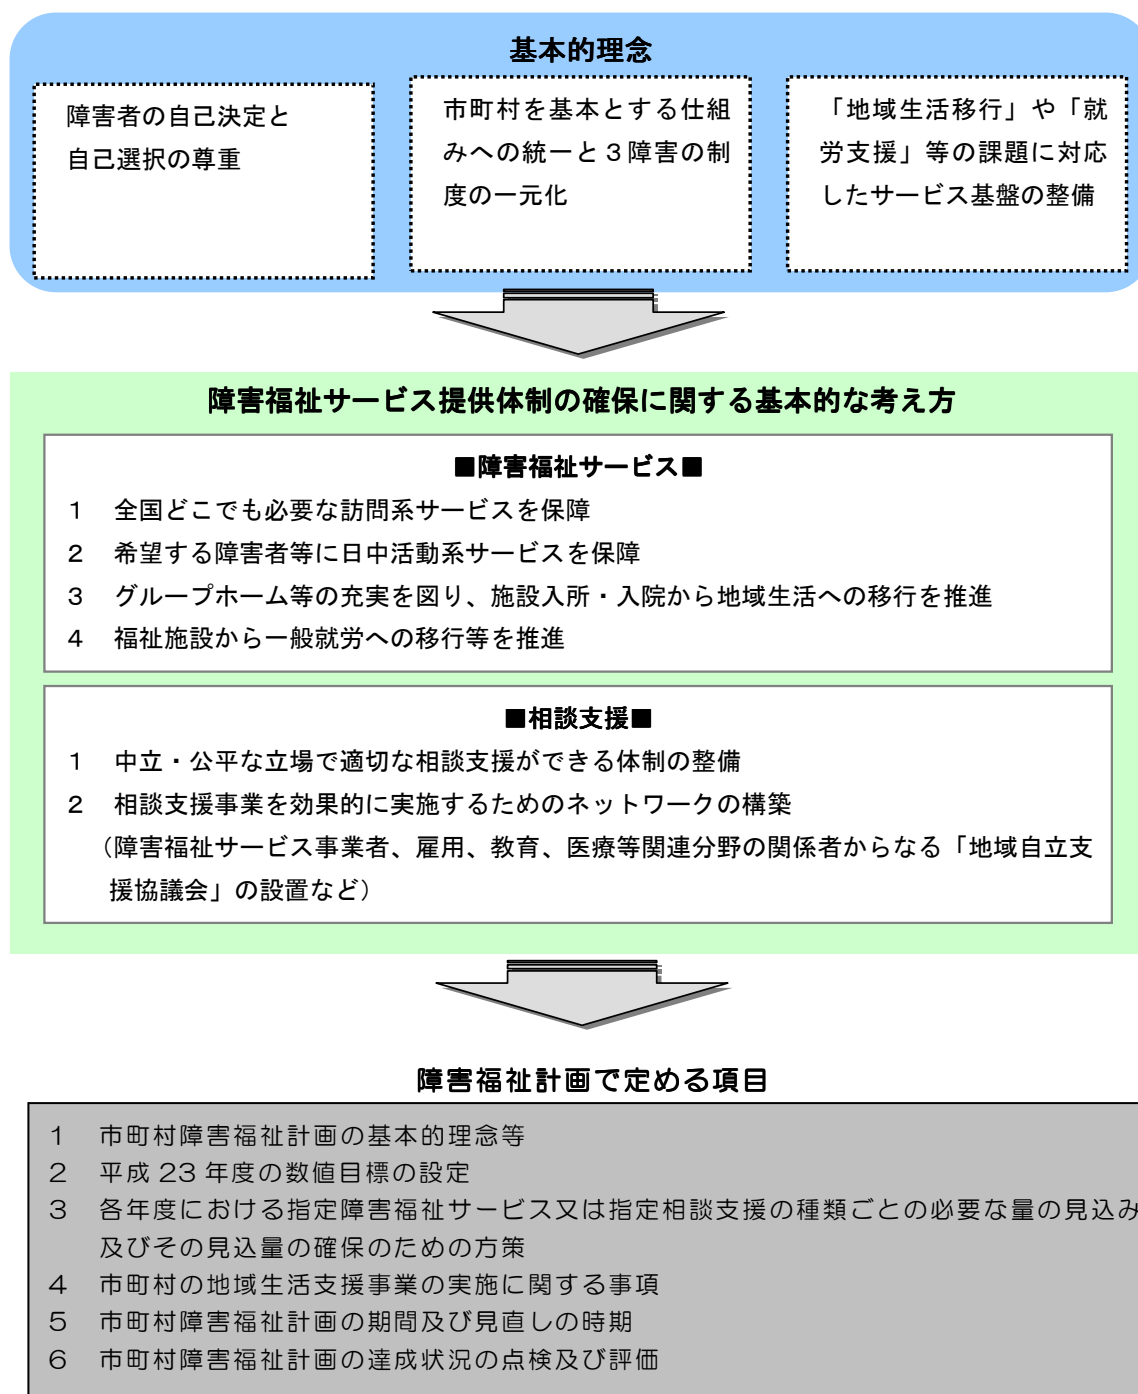 基本的理念
障害者の自己決定と
自己選択の尊重
市町村を基本とする仕組
みへの統一と３障害の制
度の一元化
「地域生活移行」や「就
労支援」等の課題に対応
したサービス基盤の整備
障害福祉サービス提供体制の確保に関する基本的な考え方
■障害福祉サービス■
１　全国どこでも必要な訪問系サービスを保障
２　希望する障害者等に日中活動系サービスを保障
３　グループホーム等の充実を図り、施設入所・入院から地域生活への移行を推進
４　福祉施設から一般就労への移行等を推進
■相談支援■
１　中立・公平な立場で適切な相談支援ができる体制の整備
２　相談支援事業を効果的に実施するためのネットワークの構築
（障害福祉サービス事業者、雇用、教育、医療等関連分野の関係者からなる「地域自立支
援協議会」の設置など）
障害福祉計画で定める項目
１　市町村障害福祉計画の基本的理念等
２　平成 23 年度の数値目標の設定
３　各年度における指定障害福祉サービス又は指定相談支援の種類ごとの必要な量の見込み
及びその見込量の確保のための方策
４　市町村の地域生活支援事業の実施に関する事項
５　市町村障害福祉計画の期間及び見直しの時期
６　市町村障害福祉計画の達成状況の点検及び評価